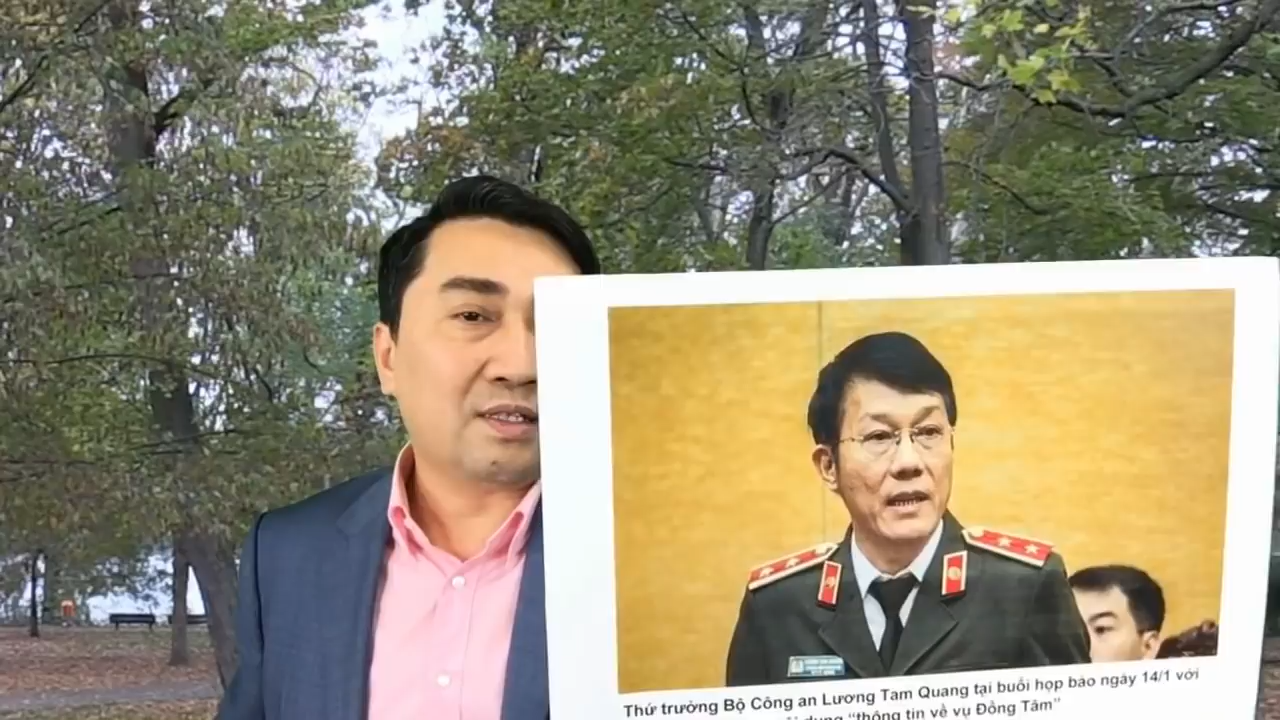 Thứ trưởng Bộ Công an Lương Tam Quang tại buổi họp báo ngày 14/1 với
dung “thông tin về vụ Đồng Tâm”